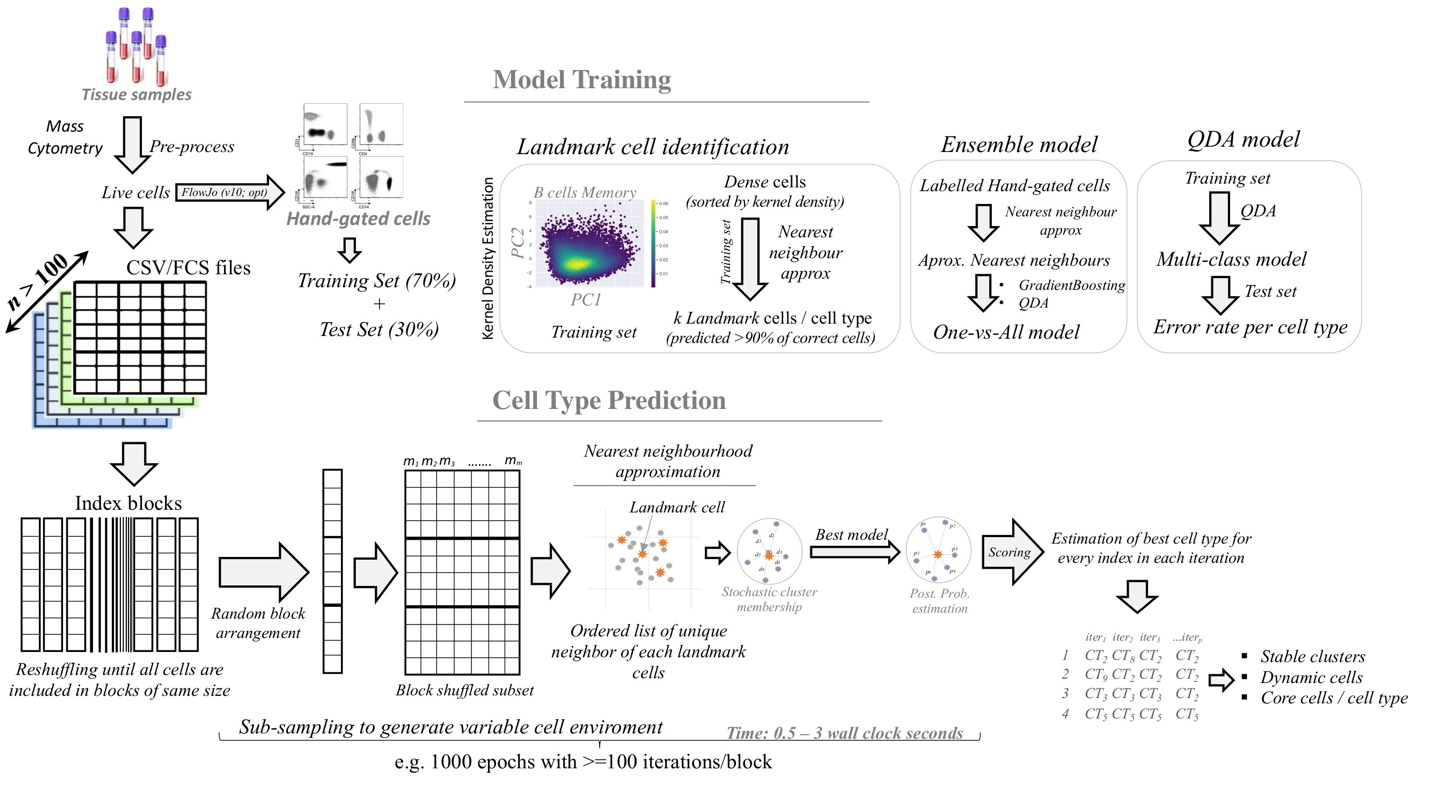 Tissue samples
Mass
Cytometry
Pre-process
Live cells
FlowJo (v10; opt)
Hand-gated cells
Training Set (70%)
+
Test Set (30%)
n > 100
CSV/FCS files
Index blocks
Reshuffling until all cells are
included in blocks of same size
Model Training
Landmark cell identification
Kernel Density Estimation
B cells Memory
PC2
PC1
Training set
Dense cells
(sorted by kernel density)
Training set
Nearest
neighbour
approx
k Landmark cells / cell type
(predicted >90% of correct cells)
Ensemble model
Labelled Hand-gated cells
Nearest neighbour
approx
Aprox. Nearest neighbours
• GradientBoosting
• QDA
One-vs-All model
QDA model
Training set
QDA
Multi-class model
Test set
Error rate per cell type
Cell Type Prediction
Random block
arrangement
m1 m2 m3 ....... mm
Block shuffled subset
Nearest neighbourhood
approximation
Landmark cell
Ordered list of unique
neighbor of each landmark
cells
Stochastic cluster
membership
Best model
Post. Prob.
estimation
Scoring
Estimation of best cell type for
every index in each iteration
iter1 iter2 iter3 ...itern
1 CT2 CT8 CT2 CT2
2 CT9 CT2 CT2 CT2
3 CT3 CT3 CT3 CT2
4 CT5 CT5 CT5 CT5
▪ Stable clusters
▪ Dynamic cells
▪ Core cells / cell type
Sub-sampling to generate variable cell enviroment
Time: 0.5 – 3 wall clock seconds
e.g. 1000 epochs with >=100 iterations/block